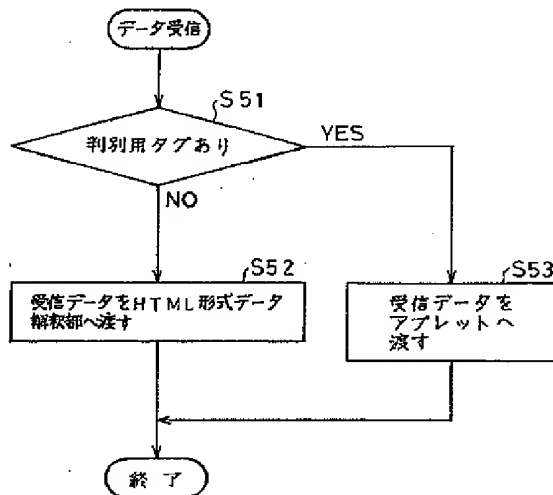 データ受信
S51
判別用タグあり
YES
NO
S52
S53
受信データをHTML形式データ
解釈部へ渡す
受信データを
アプレットへ
渡す
終了